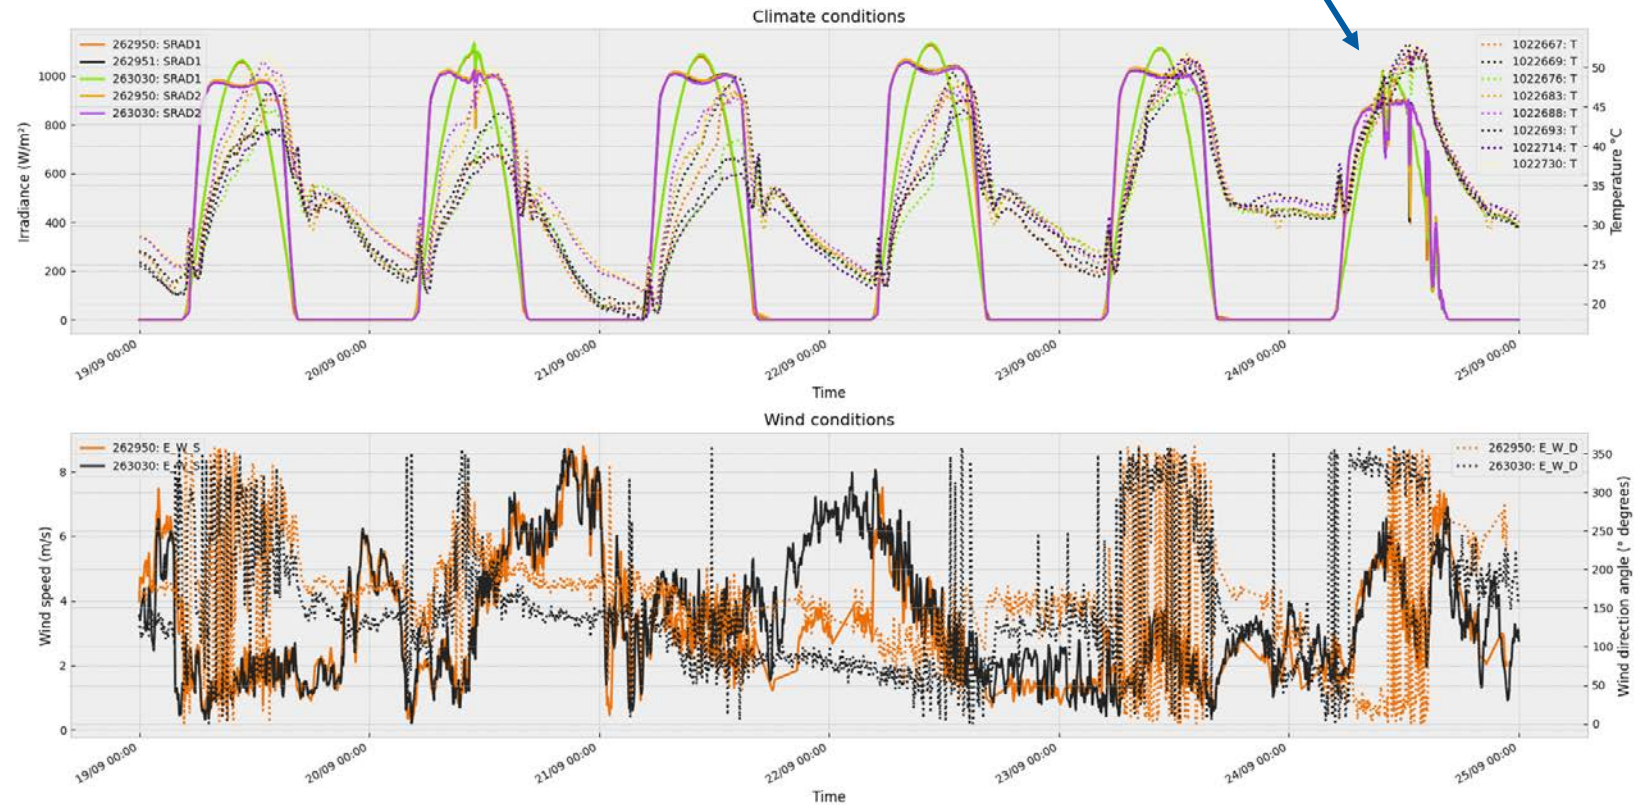 Climate conditions
262950: SRAD1
262951: SRAD1
263030: SRAD1
262950: SRAD2
263030: SRAD2
1022667: T
1022669: T
1022676: T
1022683: T
1022688: T
1022693: T
1022714: T
1022730: T
Irradiance (W/m²)
1000
800
600
400
200
0
Temperature °C
50
45
40
35
30
25
20
19/09 00:00
20/09 00:00
21/09 00:00
22/09 00:00
23/09 00:00
24/09 00:00
25/09 00:00
Time
Wind conditions
262950: E_W_S
263030: E_W_S
262950: E_W_D
263030: E_W_D
Wind speed (m/s)
8
6
4
2
0
Wind direction angle (° degrees)
350
300
250
200
150
100
50
0
19/09 00:00
20/09 00:00
21/09 00:00
22/09 00:00
23/09 00:00
24/09 00:00
25/09 00:00
Time